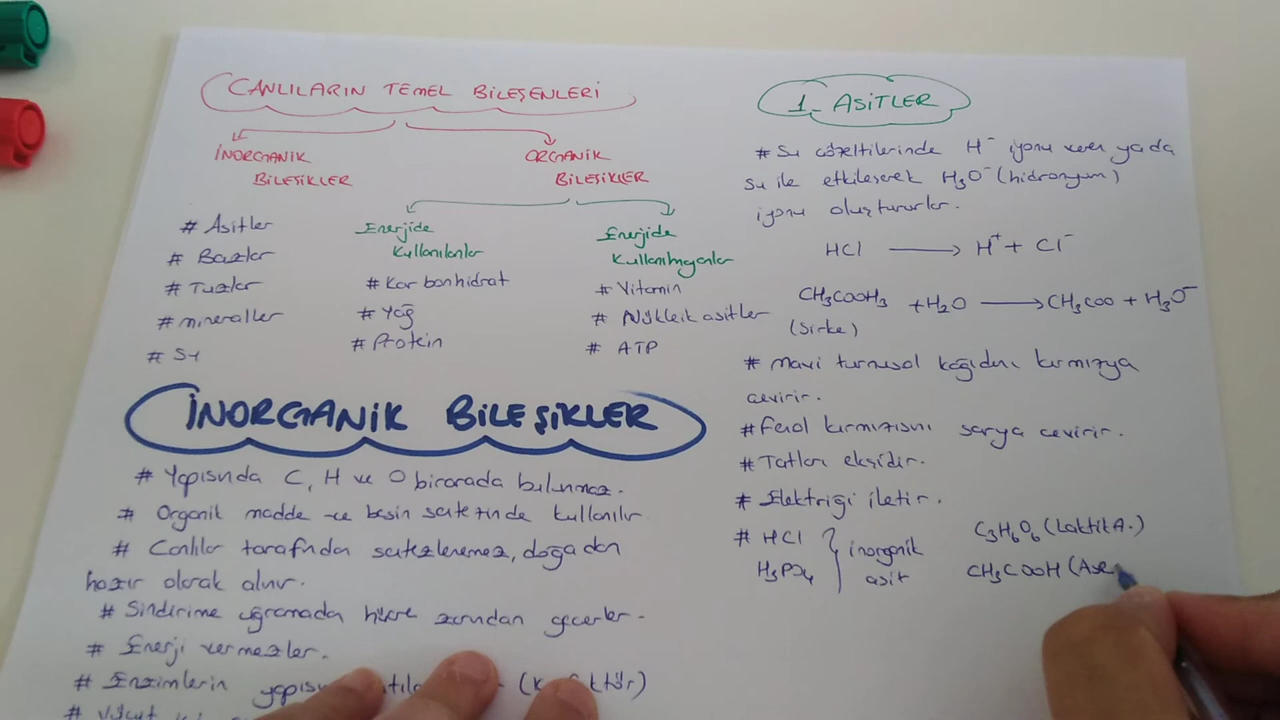 CANLILARIN TEMEL BİLEŞENLERİ
İNORGANİK
BİLEŞİKLER
ORGANİK
BİLEŞİKLER
# Asitler
# Bazlar
# Tuzlar
# mineraller
# Su
Enerjide
Kullanılanlar
# Karbonhidrat
# Yağ
# Protein
Enerjide
Kullanılmayanlar
# Vitamin
# Nükleik asitler
# ATP
İNORGANİK BİLEŞİKLER
# Yapısında C, H ve O birarada bulunmaz.
# Organik madde ve besin sentezinde kullanılır
# Canlılar tarafından sentezlenemez, doğadan
hazır olarak alınır.
# Sindirime uğramadan hücre zarından geçerler.
# Enerji vermezler.
# Enzimlerin
1- ASİTLER
# Su çözeltilerinde H⁻ iyonu veren ya da
su ile etkileşerek H₃O⁻ (hidronyum)
iyonu oluştururlar.
HCl → H⁺ + Cl⁻
CH₃COOH₃ + H₂O → CH₃COO + H₃O⁻
(Sirke)
# mavi turnusol kağıdını kırmızıya
çevirir.
# Fenol kırmızısını sarıya çevirir.
# Tatları ekşidir.
# Elektriği iletir.
# HCl
H₃PO₄
inorganik
asit
C₃H₆O₆ (Laktik A.)
CH₃COOH (Ase